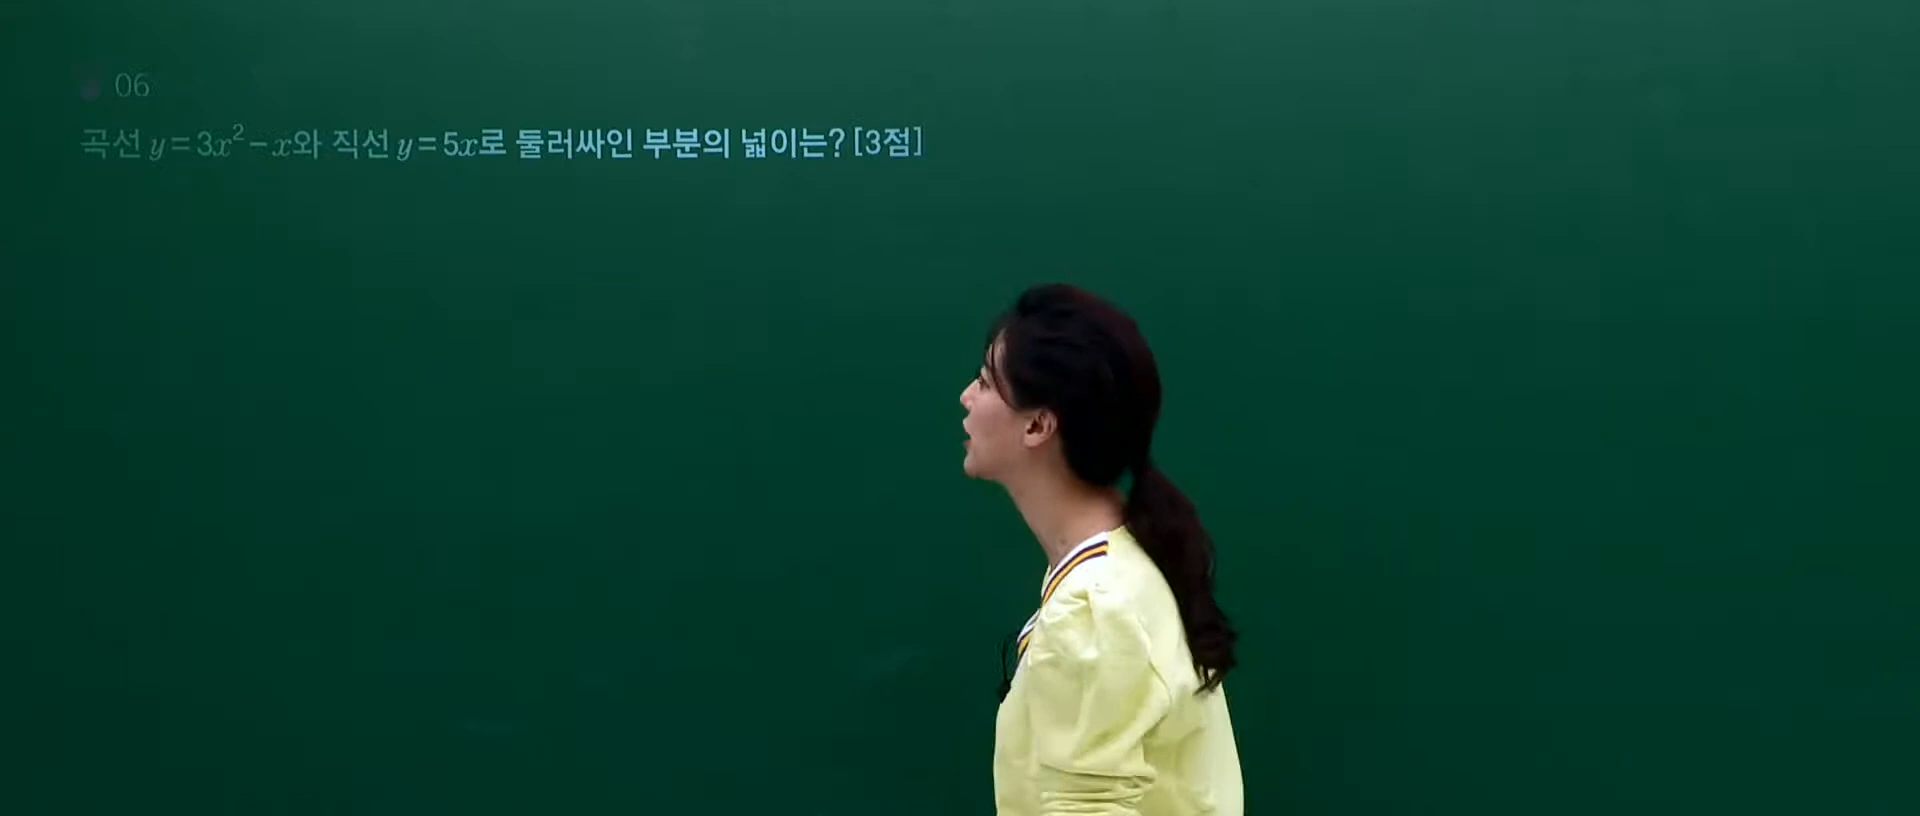 06
곡선 y=3x²-x와 직선 y=5x로 둘러싸인 부분의 넓이는? [3점]